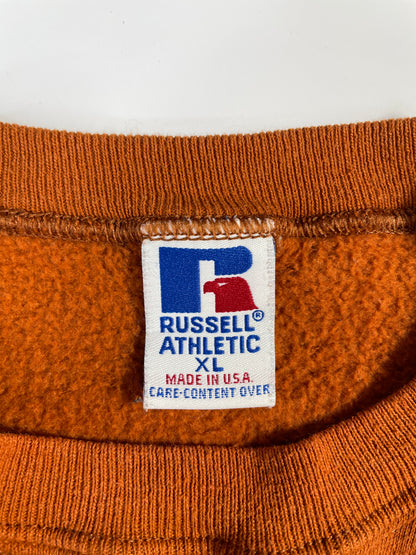 R
RUSSELL®
ATHLETIC
XL
MADE IN U.S.A.
CARE-CONTENT OVER